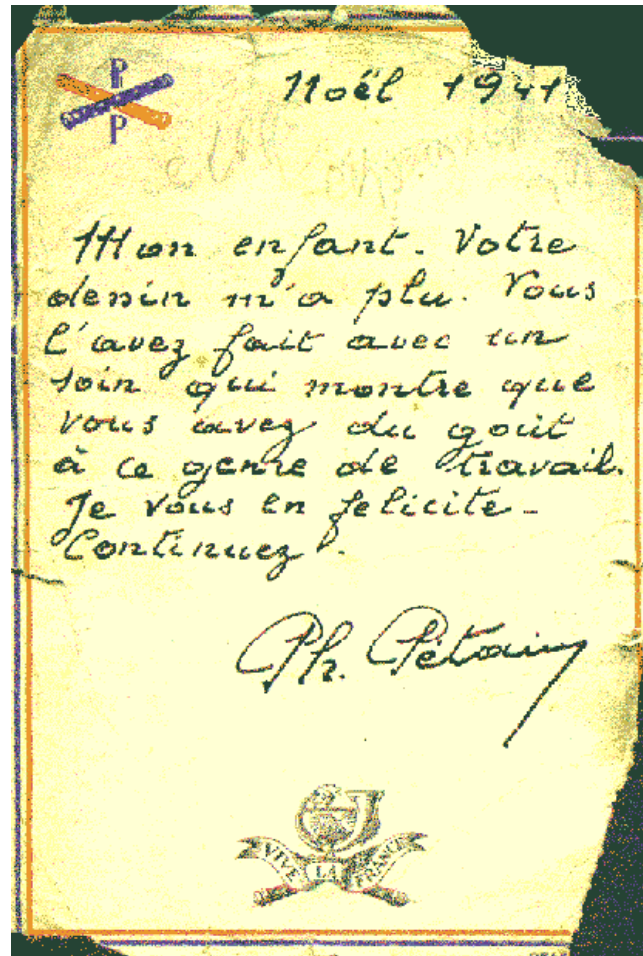 P
P
Noël 1941
Mon enfant. Votre
dessin m'a plu. Vous
l'avez fait avec un
soin qui montre que
vous avez du goût
à ce genre de travail.
Je vous en felicite -
Continuez.
Ph. Pétain
VIVE LA FRANCE